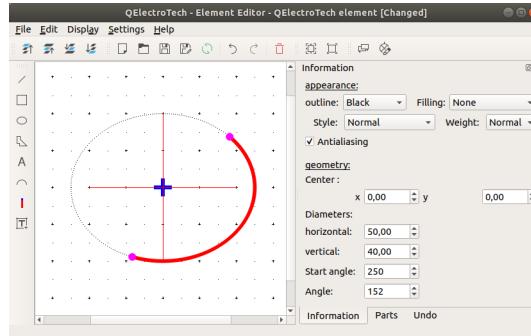 QElectroTech - Element Editor - QElectroTech element [Changed]
File Edit Display Settings Help
Information
appearance:
outline: Black Filling: None
Style: Normal Weight: Normal
Antialiasing
geometry:
Center :
x 0,00 y 0,00
Diameters:
horizontal: 50,00
vertical: 40,00
Start angle: 250
Angle: 152
A
T
Information Parts Undo